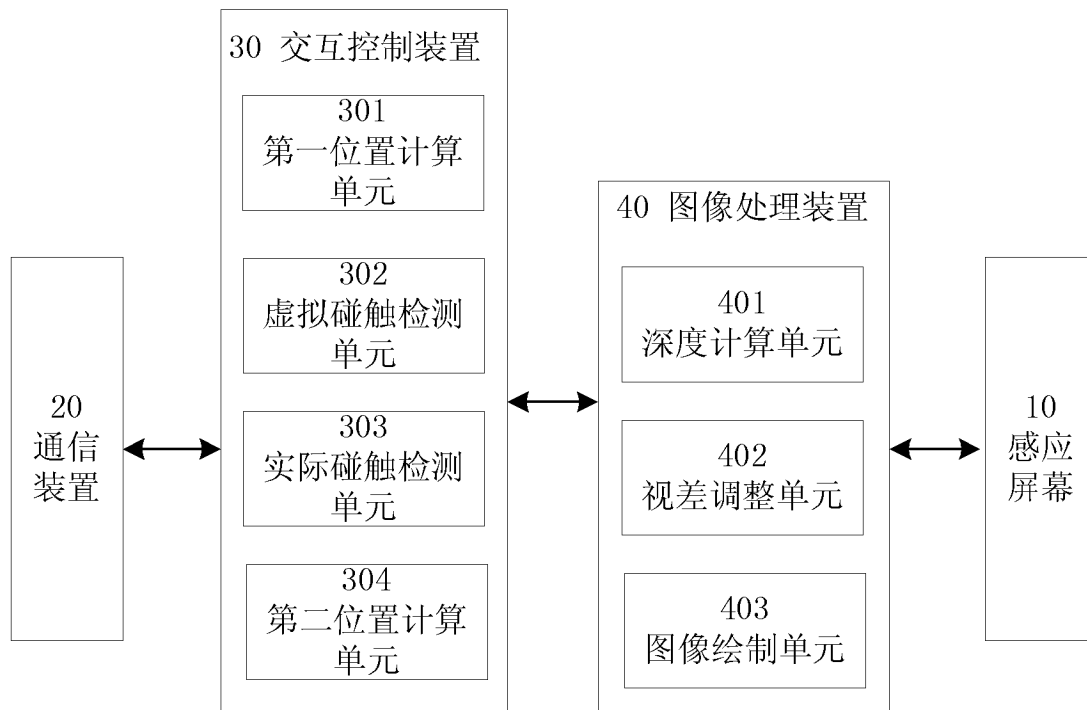 20
通信
装置
30 交互控制装置
301
第一位置计算
单元
302
虚拟碰触检测
单元
303
实际碰触检测
单元
304
第二位置计算
单元
40 图像处理装置
401
深度计算单元
402
视差调整单元
403
图像绘制单元
10
感应
屏幕